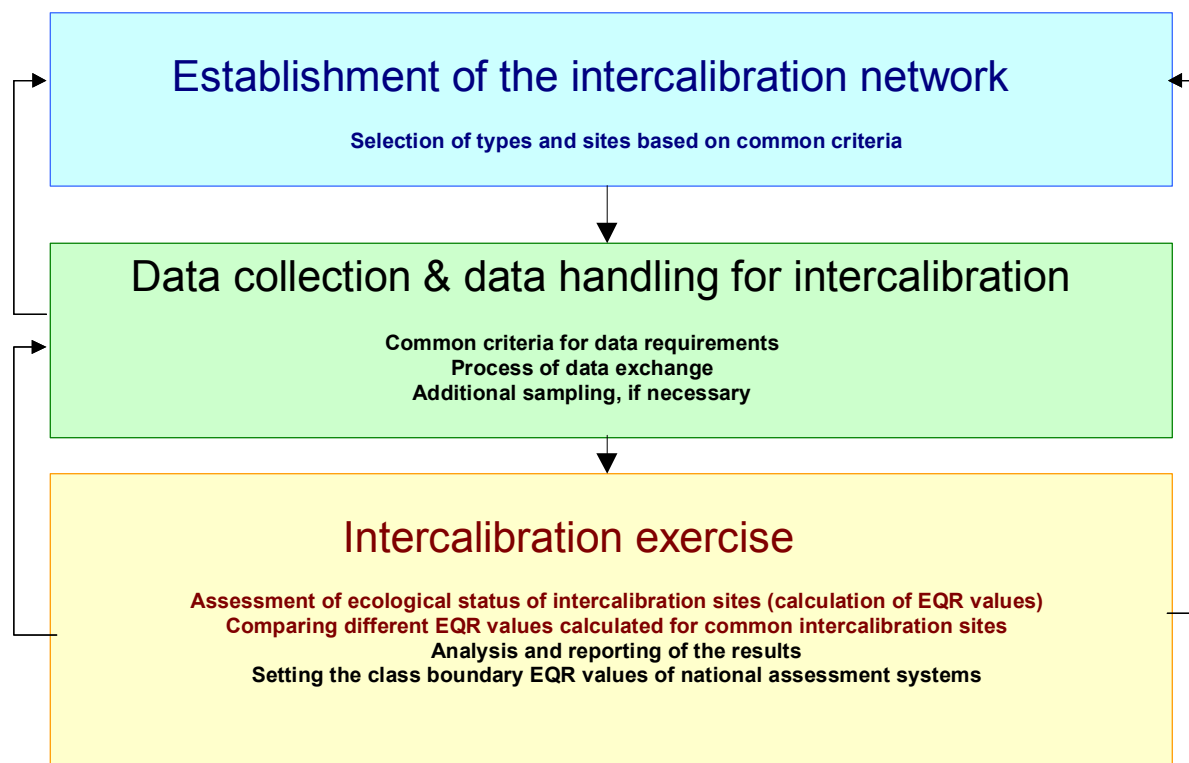 Establishment of the intercalibration network
Selection of types and sites based on common criteria
Data collection & data handling for intercalibration
Common criteria for data requirements
Process of data exchange
Additional sampling, if necessary
Intercalibration exercise
Assessment of ecological status of intercalibration sites (calculation of EQR values)
Comparing different EQR values calculated for common intercalibration sites
Analysis and reporting of the results
Setting the class boundary EQR values of national assessment systems